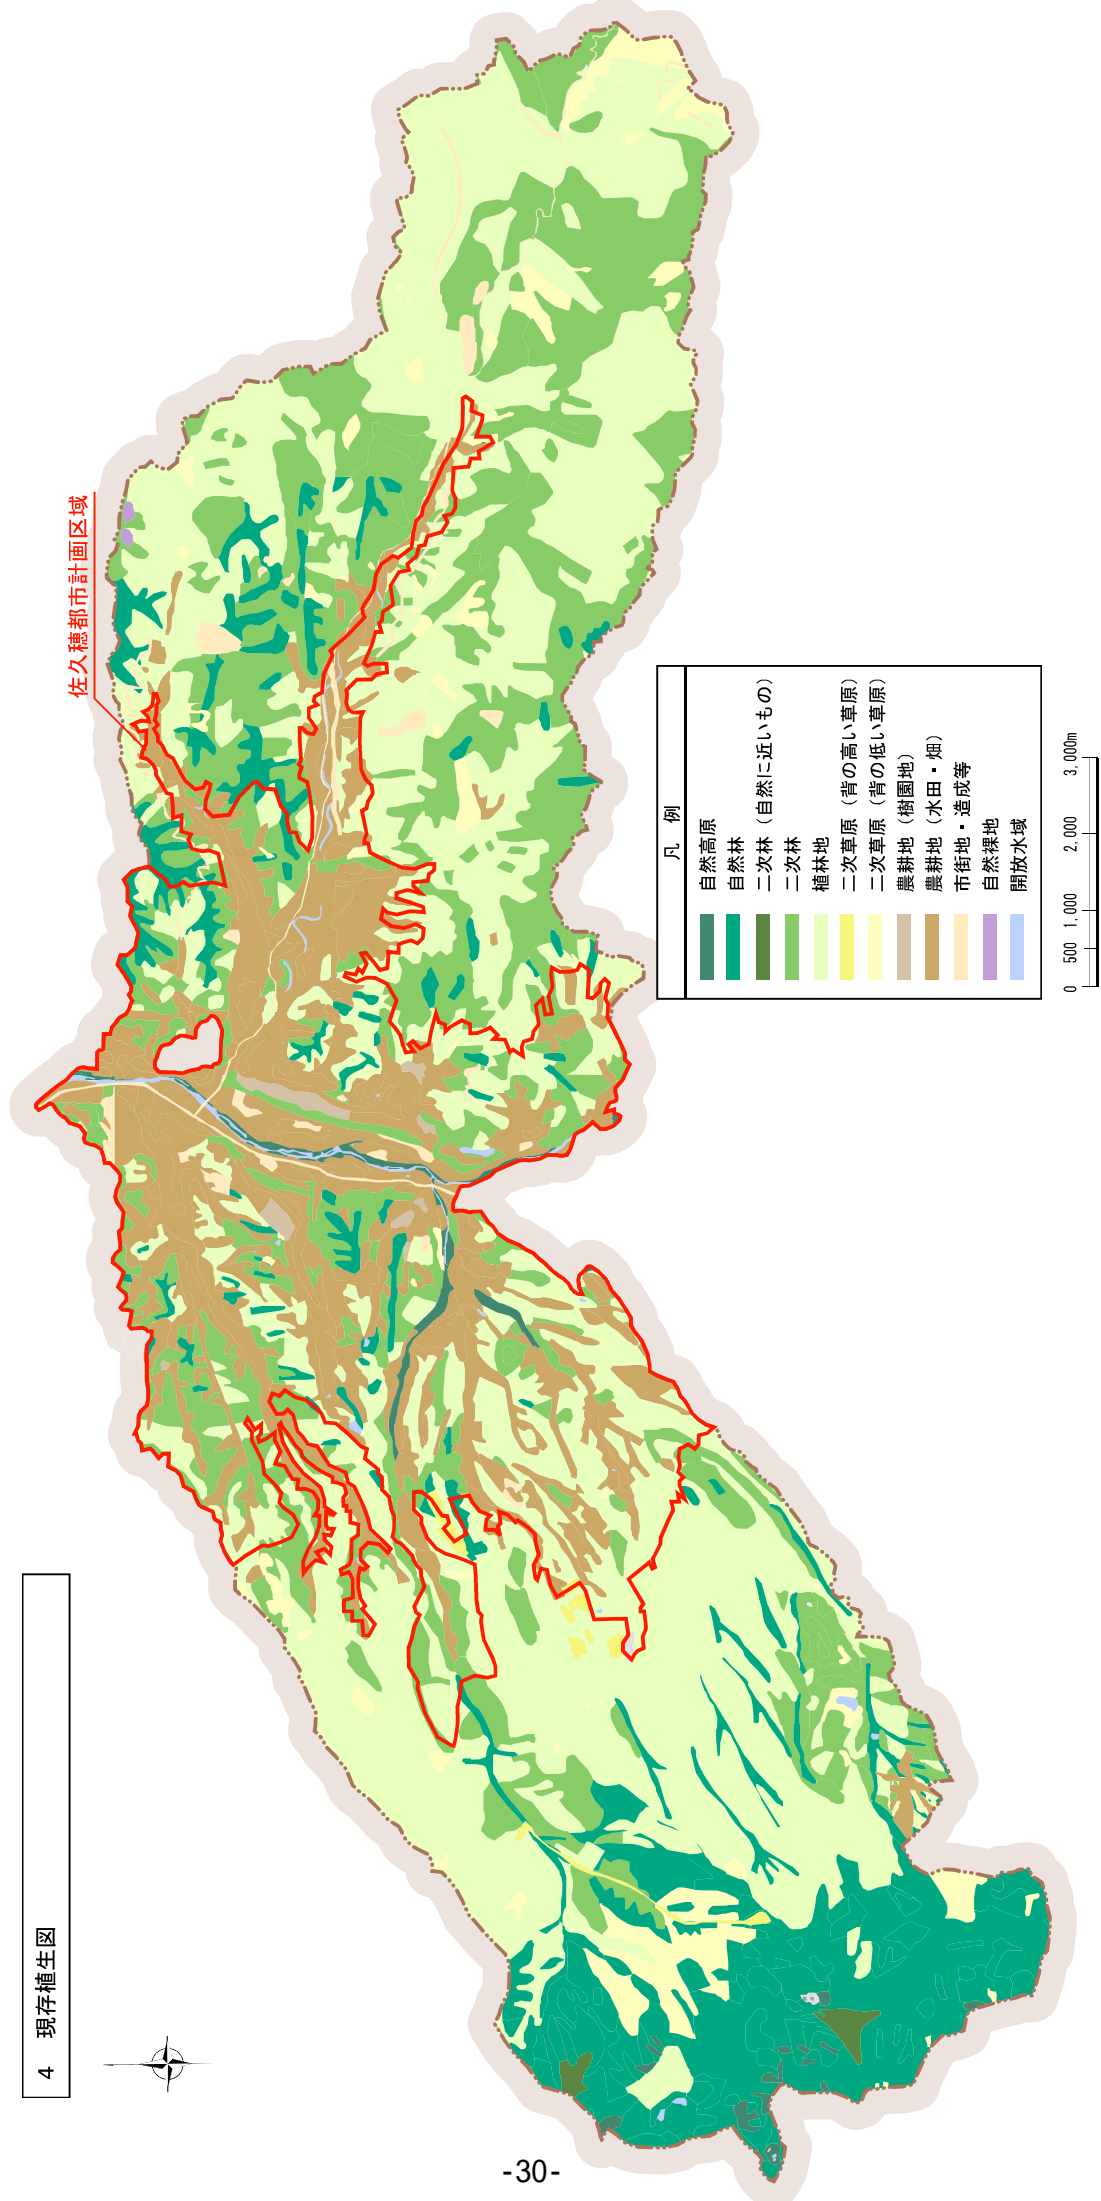 4 現存植生図
佐久穂都市計画区域
凡 例
自然高原
自然林
二次林（自然に近いもの）
二次林
植林地
二次草原（背の高い草原）
二次草原（背の低い草原）
農耕地（樹園地）
農耕地（水田・畑）
市街地・造成等
自然裸地
開放水域
0 500 1,000 2,000 3,000m
-30-